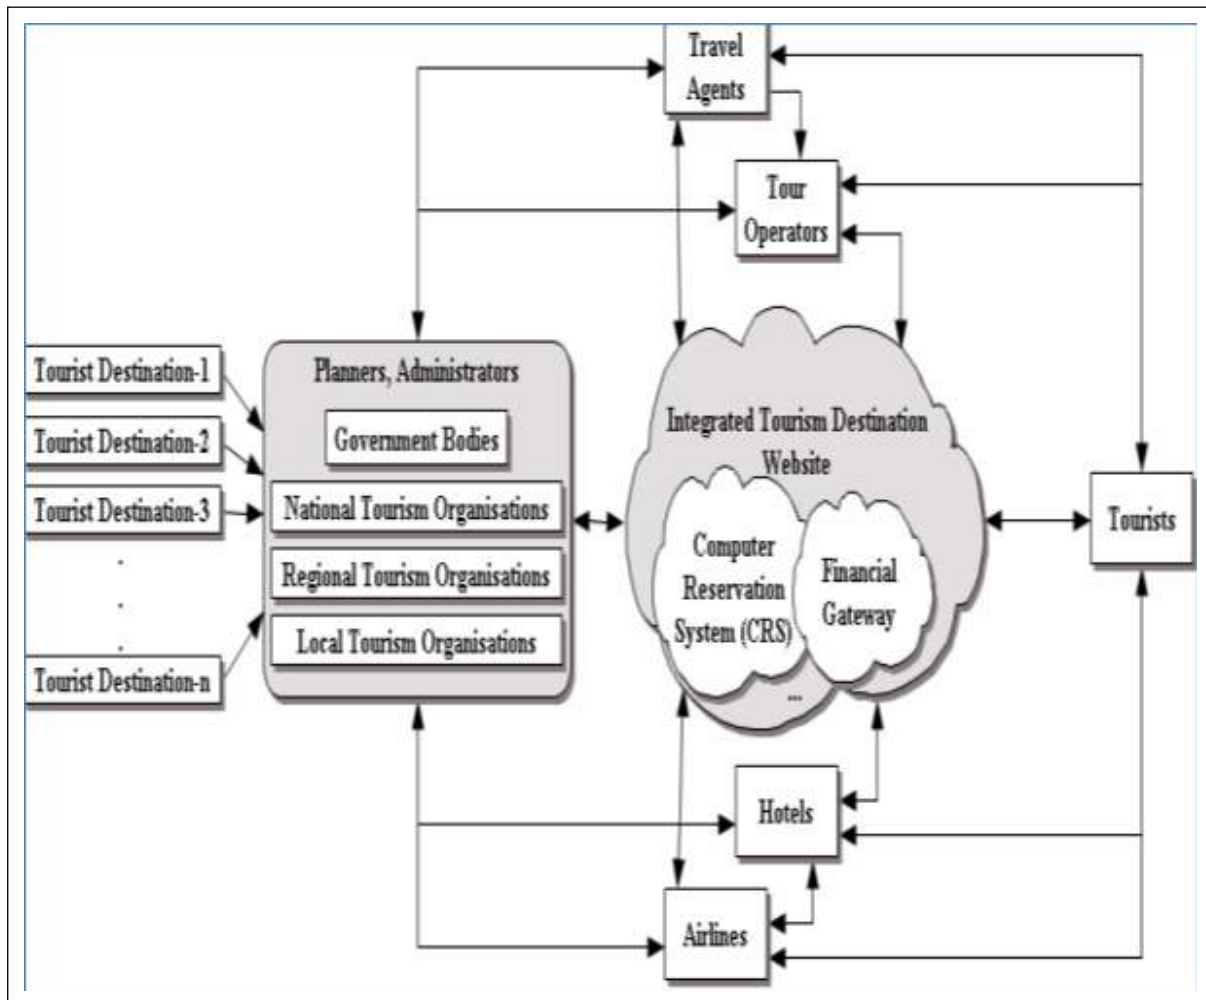 Travel
Agents
Tour
Operators
Tourist Destination-1
Tourist Destination-2
Tourist Destination-3
.
.
.
Tourist Destination-n
Planners, Administrators
Government Bodies
National Tourism Organisations
Regional Tourism Organisations
Local Tourism Organisations
Integrated Tourism Destination
Website
Computer
Reservation
System (CRS)
Financial
Gateway
...
Tourists
Hotels
Airlines